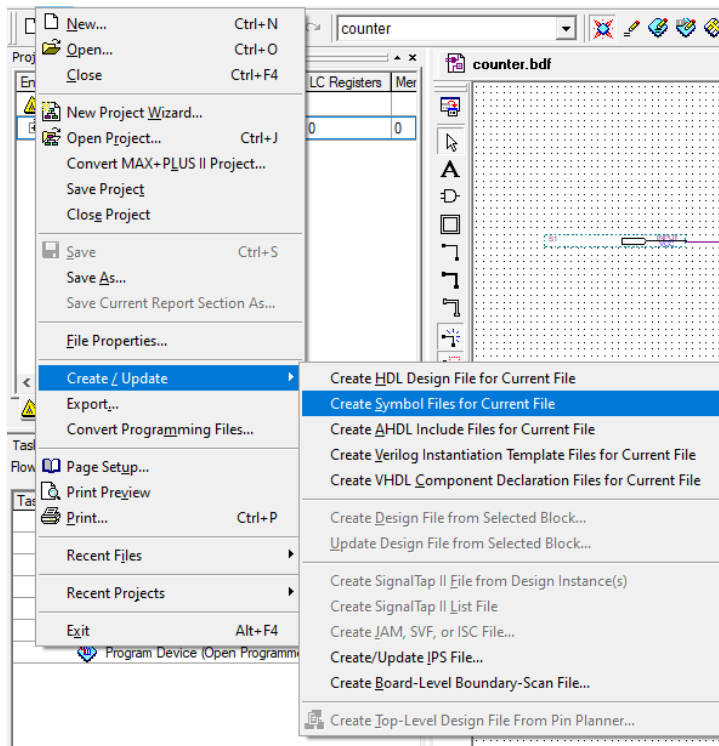 New... Ctrl+N
Open... Ctrl+O
Close Ctrl+F4
New Project Wizard...
Open Project... Ctrl+J
Convert MAX+PLUS II Project...
Save Project
Close Project
Save Ctrl+S
Save As...
Save Current Report Section As...
File Properties...
Create / Update
Export...
Convert Programming Files...
Page Setup...
Print Preview
Print... Ctrl+P
Recent Files
Recent Projects
Exit Alt+F4
Create HDL Design File for Current File
Create Symbol Files for Current File
Create AHDL Include Files for Current File
Create Verilog Instantiation Template Files for Current File
Create VHDL Component Declaration Files for Current File
Create Design File from Selected Block...
Update Design File from Selected Block...
Create SignalTap II File from Design Instance(s)
Create SignalTap II List File
Create JAM, SVF, or ISC File...
Create/Update IPS File...
Create Board-Level Boundary-Scan File...
Create Top-Level Design File From Pin Planner...
counter
Proj
En
LC Registers Mer
0 0
counter.bdf
A
S1
Tasl
Flow
Tas
Program Device (Open Programme